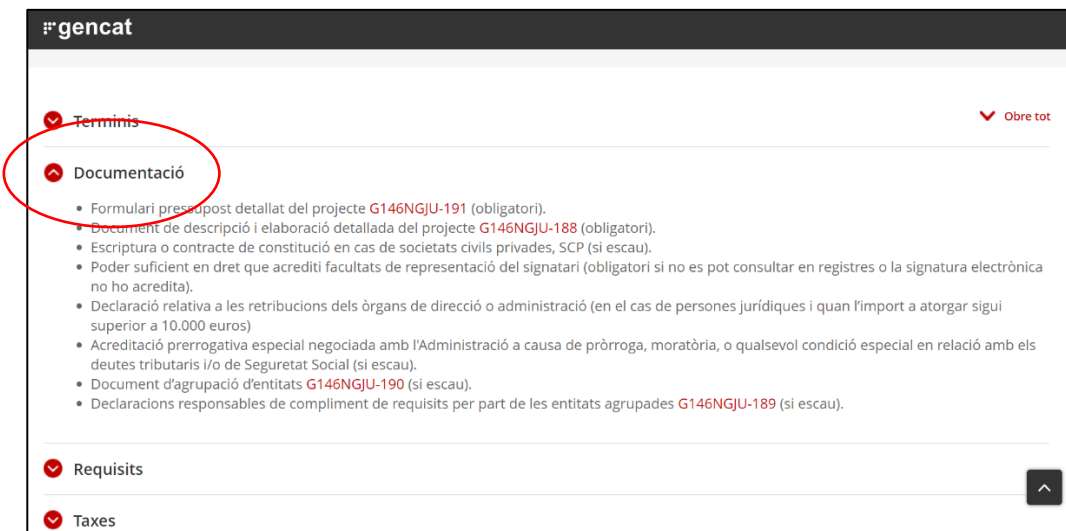 gencat
Terminis
Obre tot
Documentació
Formulari pressupost detallat del projecte G146NGJU-191 (obligatori).
Document de descripció i elaboració detallada del projecte G146NGJU-188 (obligatori).
Escriptura o contracte de constitució en cas de societats civils privades, SCP (si escau).
Poder suficient en dret que acrediti facultats de representació del signatari (obligatori si no es pot consultar en registres o la signatura electrònica
no ho acredita).
Declaració relativa a les retribucions dels òrgans de direcció o administració (en el cas de persones jurídiques i quan l'import a atorgar sigui
superior a 10.000 euros)
Acreditació prerrogativa especial negociada amb l'Administració a causa de pròrroga, moratòria, o qualsevol condició especial en relació amb els
deutes tributaris i/o de Seguretat Social (si escau).
Document d'agrupació d'entitats G146NGJU-190 (si escau).
Declaracions responsables de compliment de requisits per part de les entitats agrupades G146NGJU-189 (si escau).
Requisits
Taxes